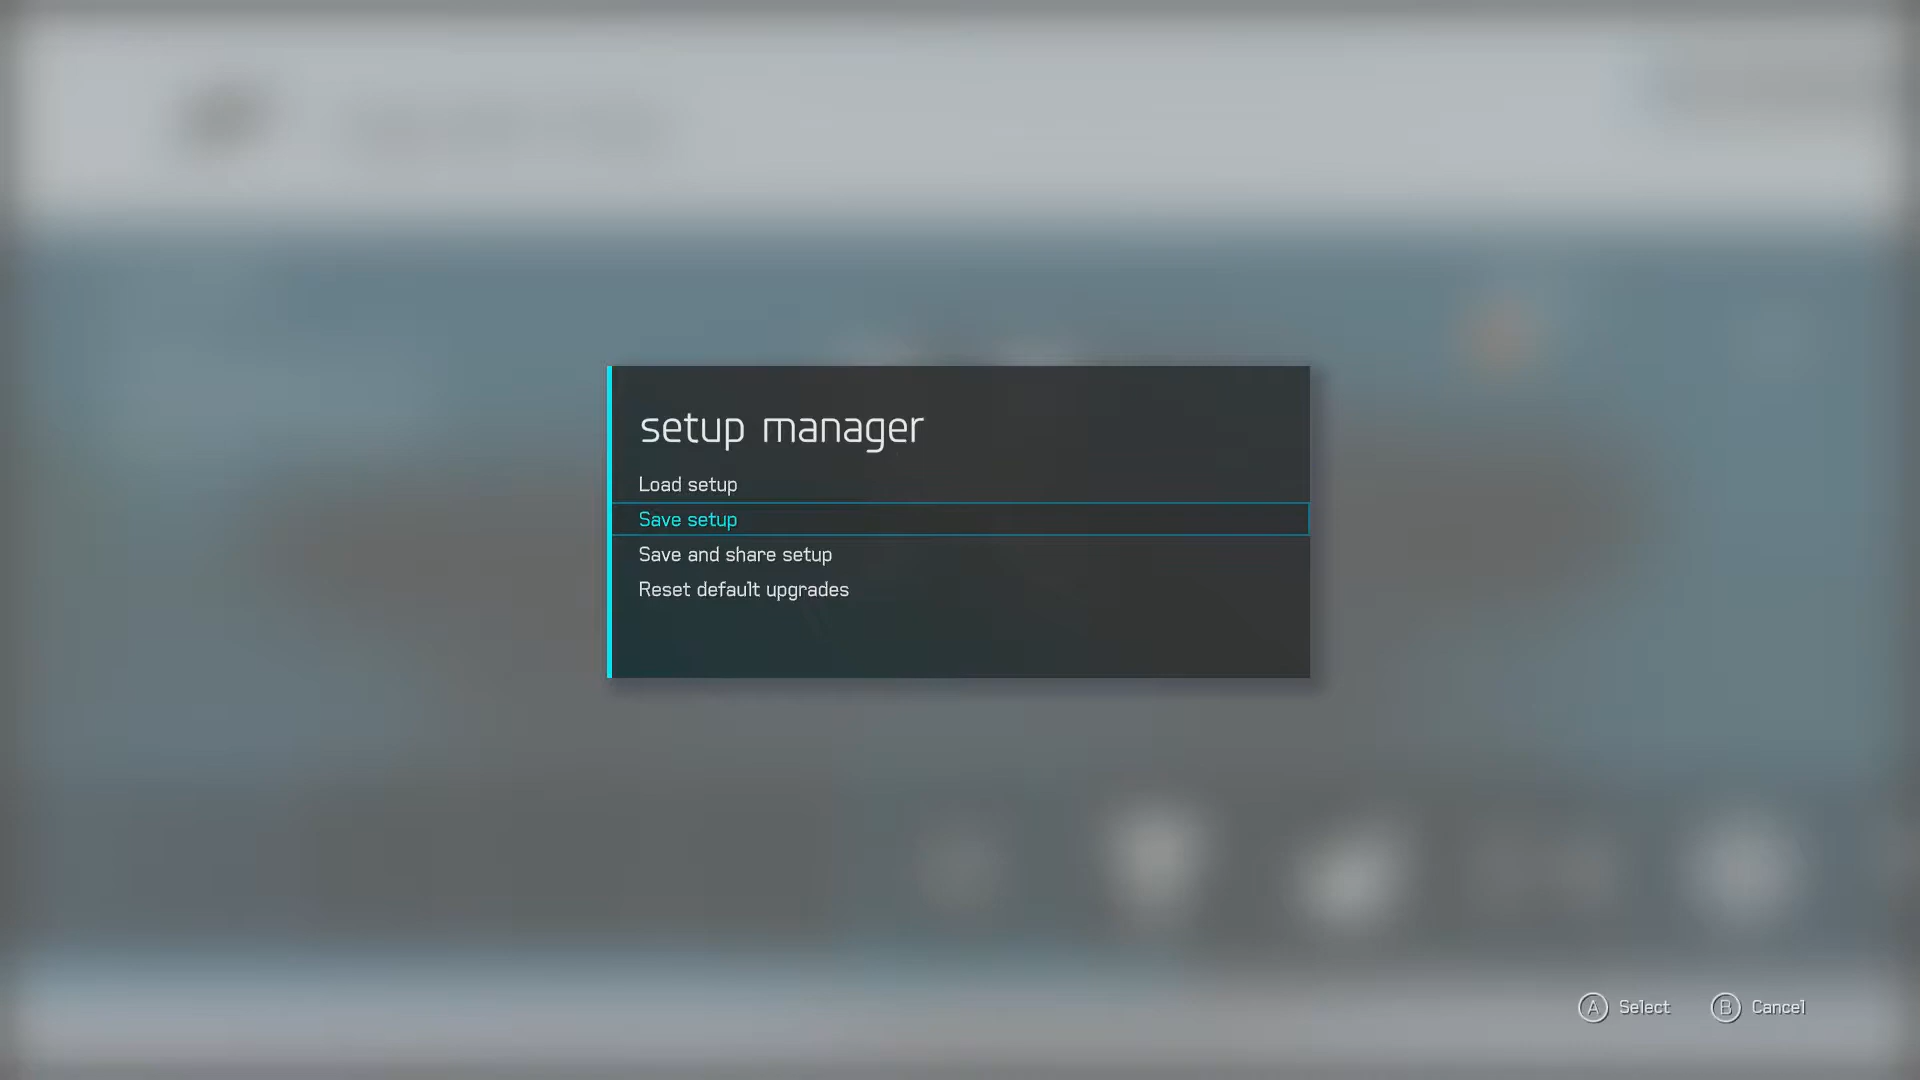 setup manager
Load setup
Save setup
Save and share setup
Reset default upgrades
A Select B Cancel